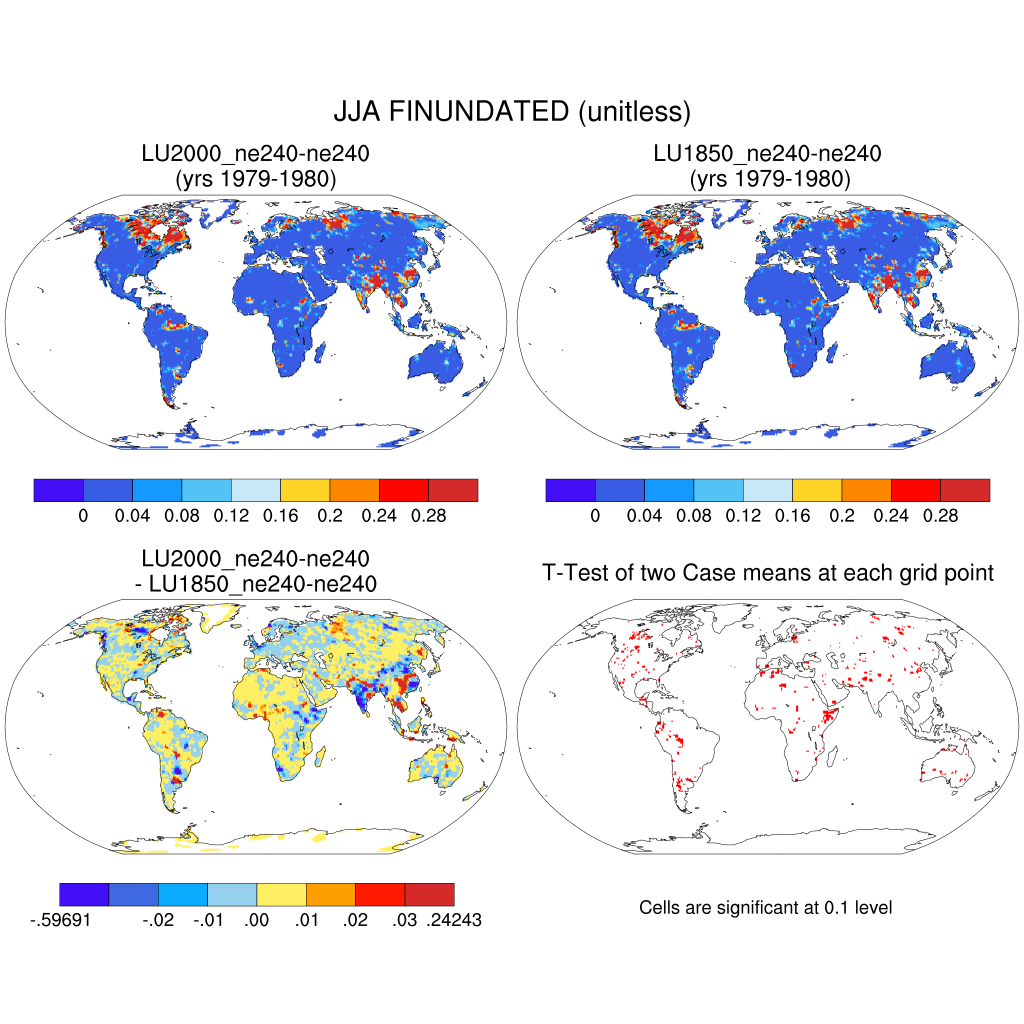 JJA FINUNDATED (unitless)
LU2000_ne240-ne240
(yrs 1979-1980)
LU1850_ne240-ne240
(yrs 1979-1980)
0 0.04 0.08 0.12 0.16 0.2 0.24 0.28
0 0.04 0.08 0.12 0.16 0.2 0.24 0.28
LU2000_ne240-ne240
- LU1850_ne240-ne240
T-Test of two Case means at each grid point
-.59691 -.02 -.01 .00 .01 .02 .03 .24243
Cells are significant at 0.1 level